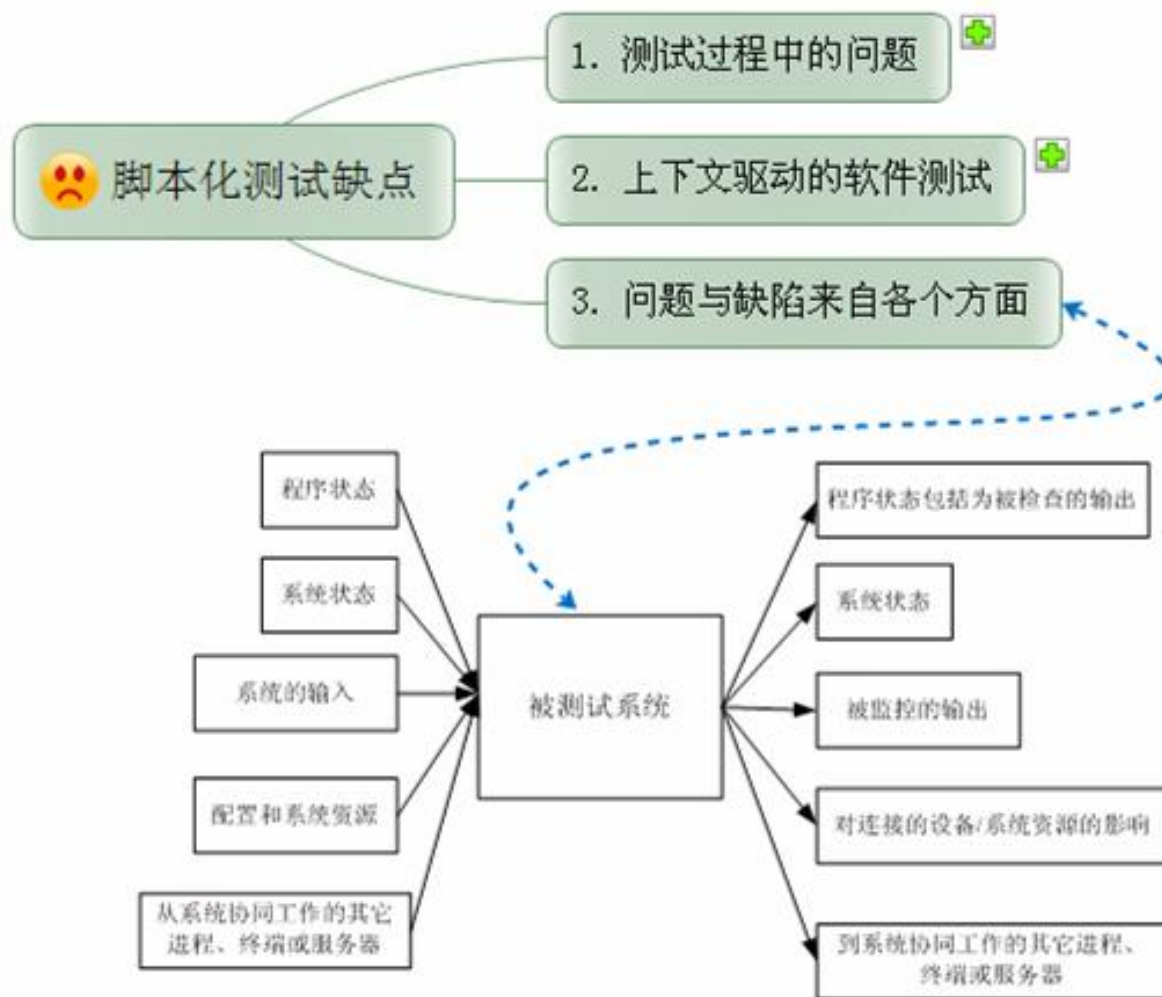 1. 测试过程中的问题
脚本化测试缺点
2. 上下文驱动的软件测试
3. 问题与缺陷来自各个方面
程序状态
程序状态包括为被检查的输出
系统状态
系统状态
系统的输入
被测试系统
被监控的输出
配置和系统资源
对连接的设备/系统资源的影响
从系统协同工作的其它
进程、终端或服务器
到系统协同工作的其它进程、
终端或服务器